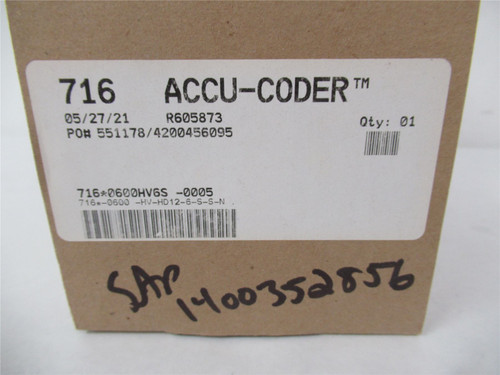 716 ACCU-CODER™
05/27/21 R605873
Qty: 01
PO# 551178/4200456095
716*0600HV6S -0005
716*-0600 -HV-HD12-6-S-S-N
SAP
1400352856